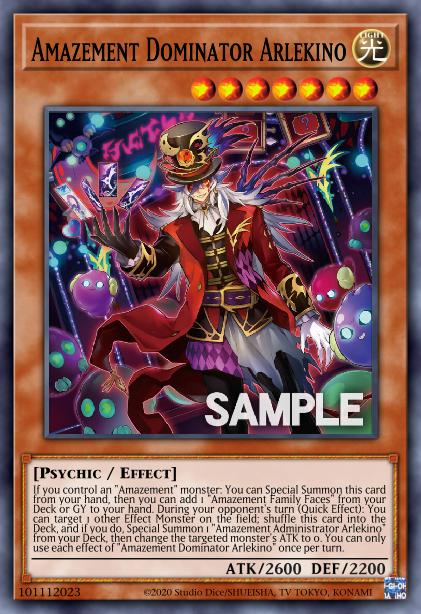 Amazement Dominator Arlekino
LIGHT
光
SAMPLE
[Psychic / Effect]
If you control an "Amazement" monster: You can Special Summon this card
from your hand, then you can add 1 "Amazement Family Faces" from your
Deck or GY to your hand. During your opponent's turn (Quick Effect): You
can target 1 other Effect Monster on the field; shuffle this card into the
Deck, and if you do, Special Summon 1 "Amazement Administrator Arlekino"
from your Deck, then change the targeted monster's ATK to 0. You can only
use each effect of "Amazement Dominator Arlekino" once per turn.
ATK/2600 DEF/2200
101112023
©2020 Studio Dice/SHUEISHA, TV TOKYO, KONAMI